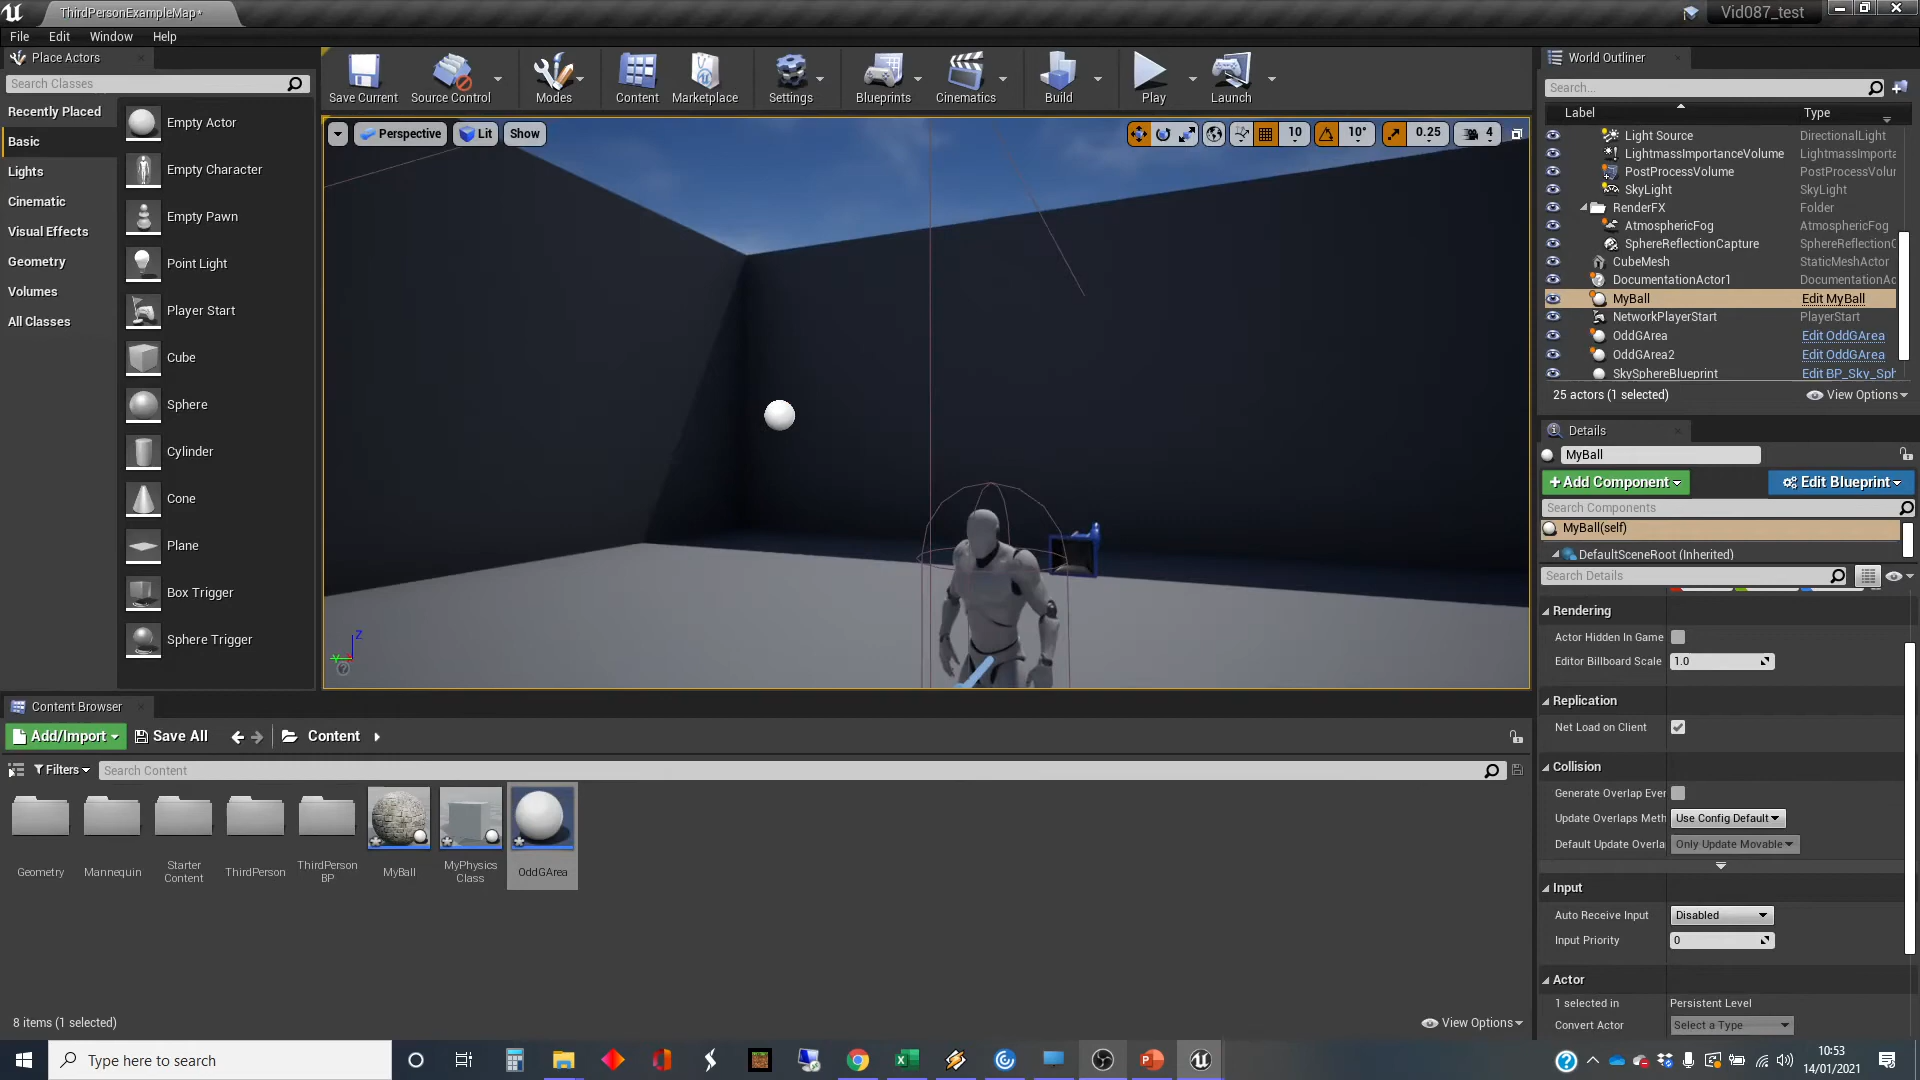 ThirdPersonExampleMap*
Vid087_test
File Edit Window Help
Place Actors
Search Classes
Recently Placed
Basic
Lights
Cinematic
Visual Effects
Geometry
Volumes
All Classes
Empty Actor
Empty Character
Empty Pawn
Point Light
Player Start
Cube
Sphere
Cylinder
Cone
Plane
Box Trigger
Sphere Trigger
Save Current Source Control Modes Content Marketplace Settings Blueprints Cinematics Build Play Launch
Perspective Lit Show
10 10° 0.25 4
Z
World Outliner
Search...
Label Type
Light Source DirectionalLight
LightmassImportanceVolume LightmassImporta
PostProcessVolume PostProcessVolur
SkyLight SkyLight
RenderFX Folder
AtmosphericFog AtmosphericFog
SphereReflectionCapture SphereReflectionC
CubeMesh StaticMeshActor
DocumentationActor1 DocumentationAc
MyBall Edit MyBall
NetworkPlayerStart PlayerStart
OddGArea Edit OddGArea
OddGArea2 Edit OddGArea
SkySphereBlueprint Edit BP_Sky_Sph
25 actors (1 selected) View Options
Details
MyBall
Add Component Edit Blueprint
Search Components
MyBall(self)
DefaultSceneRoot (Inherited)
Search Details
Rendering
Actor Hidden In Game
Editor Billboard Scale 1.0
Replication
Net Load on Client
Collision
Generate Overlap Ever
Update Overlaps Meth Use Config Default
Default Update Overla Only Update Movable
Input
Auto Receive Input Disabled
Input Priority 0
Actor
1 selected in Persistent Level
Convert Actor Select a Type
Content Browser
Add/Import Save All Content
Filters Search Content
Geometry
Mannequin
Starter
Content
ThirdPerson
ThirdPerson
BP
MyBall
MyPhysics
Class
OddGArea
8 items (1 selected) View Options
Type here to search
10:53
14/01/2021